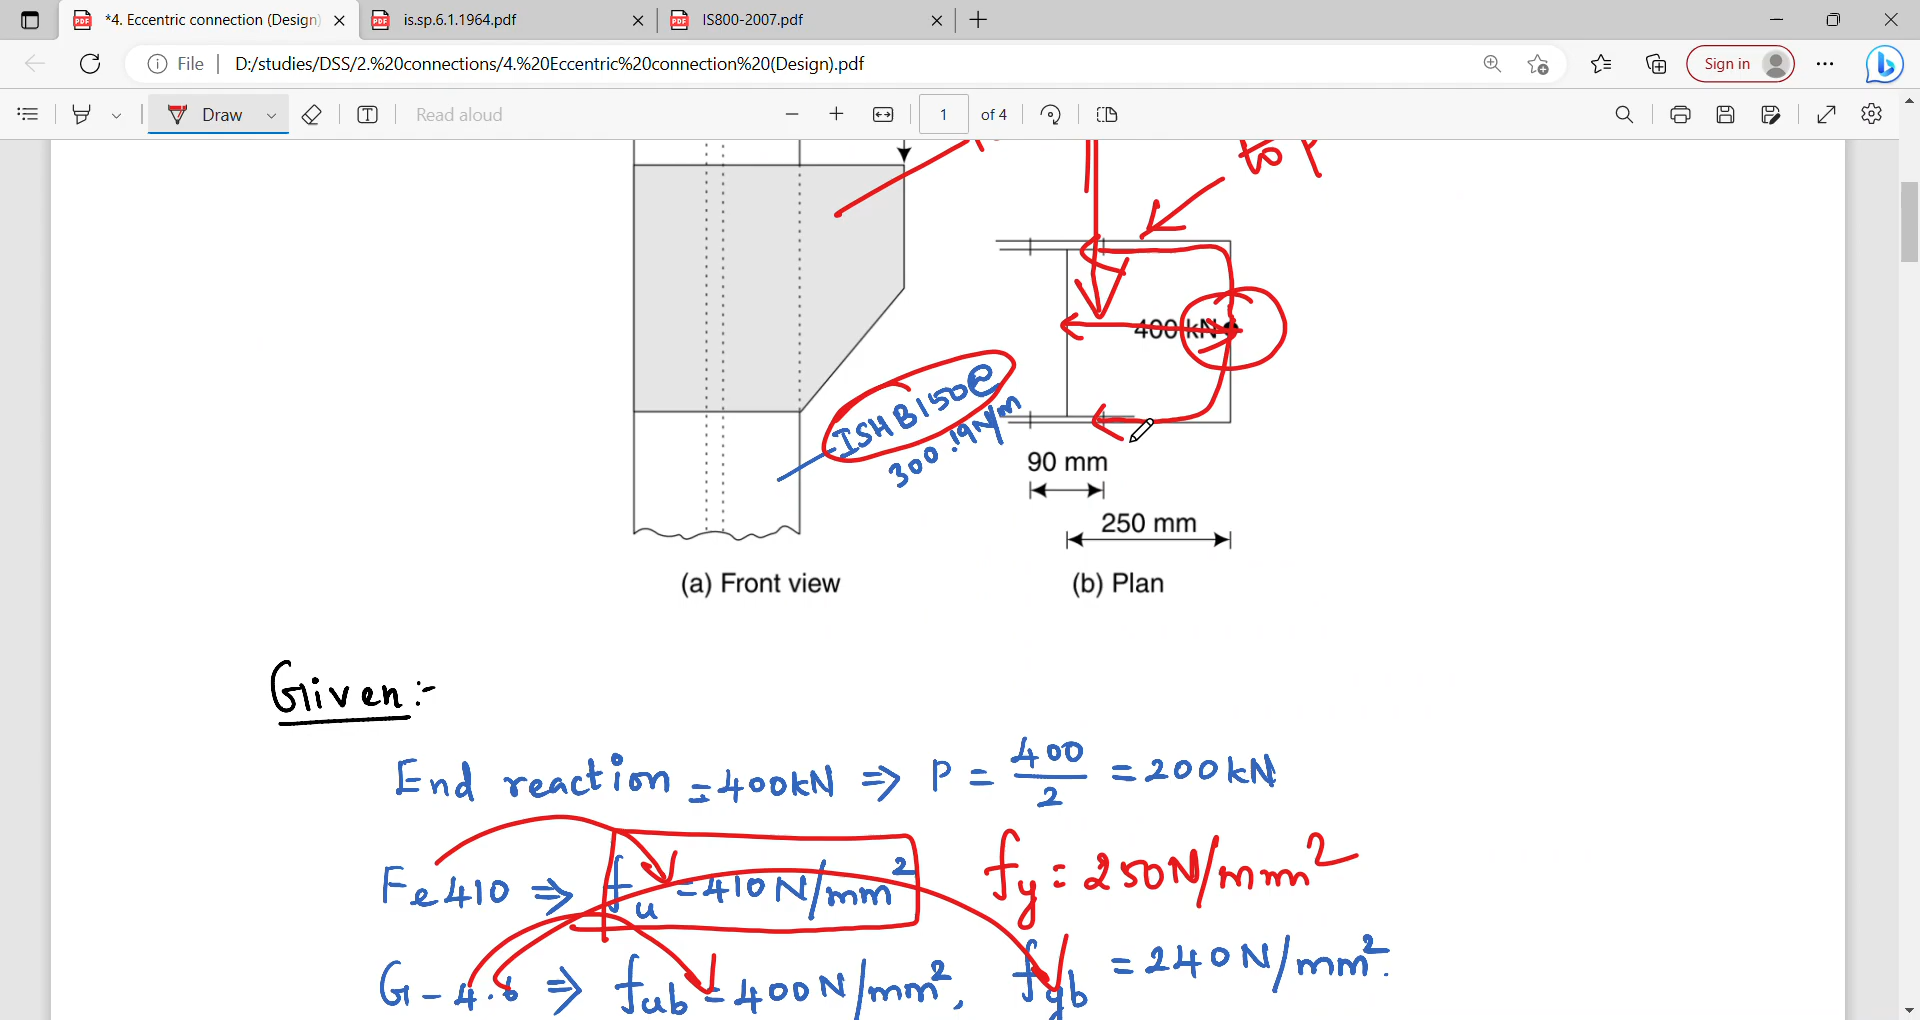 *4. Eccentric connection (Design)
is.sp.6.1.1964.pdf
IS800-2007.pdf
File
D:/studies/DSS/2.%20connections/4.%20Eccentric%20connection%20(Design).pdf
Sign in
Draw
Read aloud
1 of 4
to
400 kN
ISHB150@
300.19N/m
90 mm
250 mm
(a) Front view
(b) Plan
Given :-
End reaction = 400kN ⇒ P = 400/2 = 200kN
Fe410 ⇒ fu = 410 N/mm² fy = 250N/mm²
G-4.6 ⇒ fub = 400N/mm², fyb = 240N/mm².